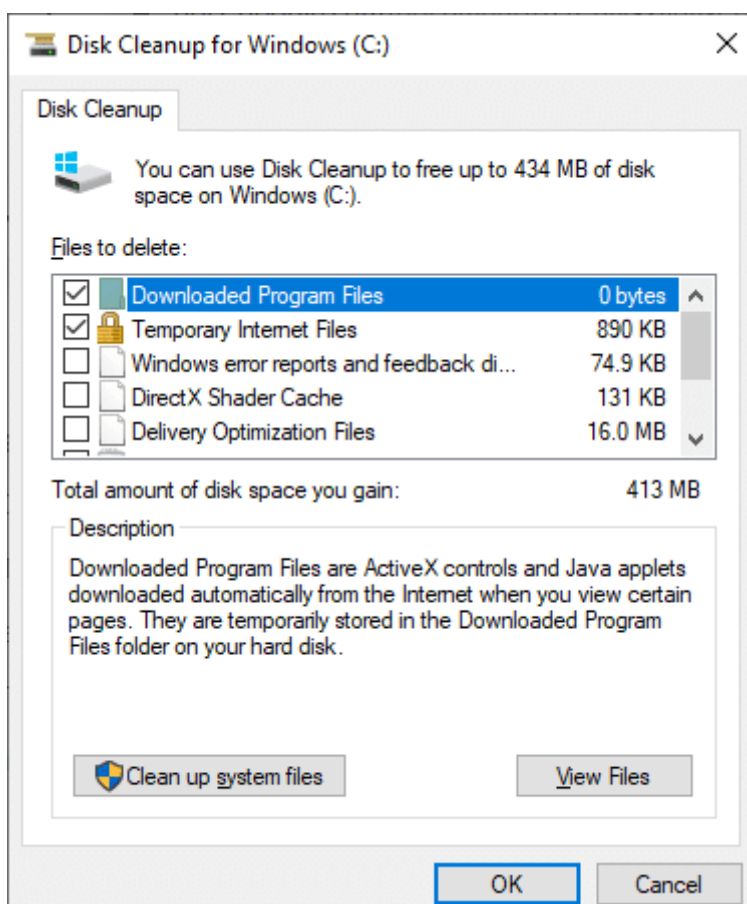 Disk Cleanup for Windows (C:)
Disk Cleanup
You can use Disk Cleanup to free up to 434 MB of disk
space on Windows (C:).
Files to delete:
Downloaded Program Files 0 bytes
Temporary Internet Files 890 KB
Windows error reports and feedback di... 74.9 KB
DirectX Shader Cache 131 KB
Delivery Optimization Files 16.0 MB
Total amount of disk space you gain: 413 MB
Description
Downloaded Program Files are ActiveX controls and Java applets
downloaded automatically from the Internet when you view certain
pages. They are temporarily stored in the Downloaded Program
Files folder on your hard disk.
Clean up system files View Files
OK Cancel